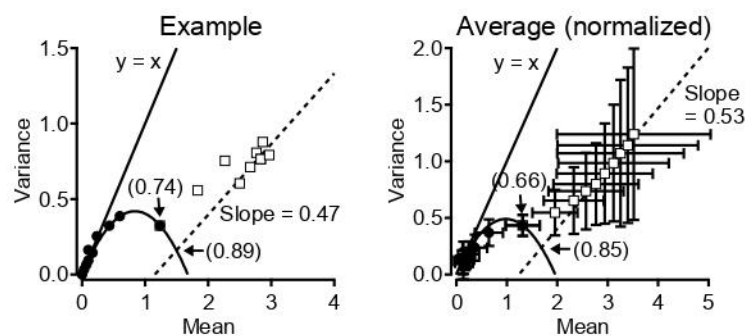 Example
Variance
1.5
1.0
0.5
0.0
y = x
(0.74)
Slope = 0.47
(0.89)
0
1
2
3
4
Mean
Average (normalized)
Variance
2.0
1.5
1.0
0.5
0.0
y = x
Slope
= 0.53
(0.66)
(0.85)
0
1
2
3
4
5
Mean